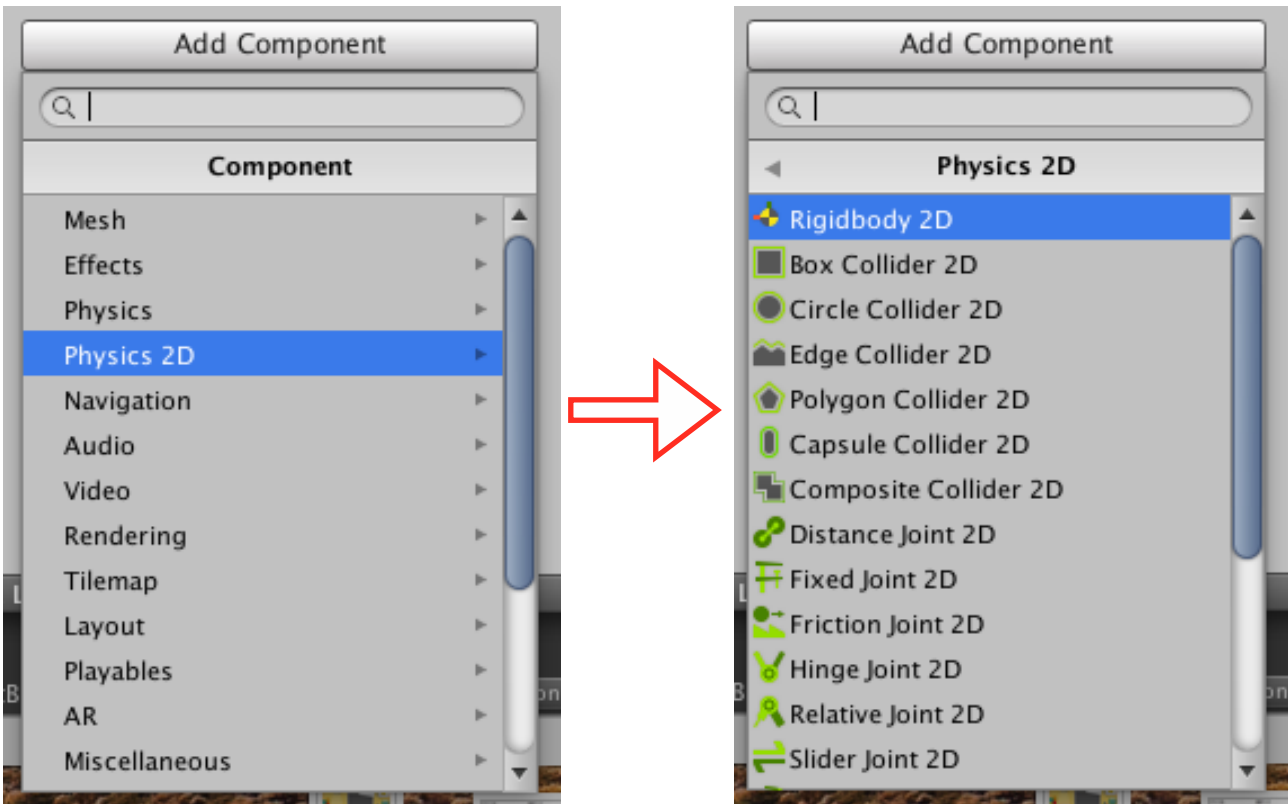 Add Component
Component
Mesh
Effects
Physics
Physics 2D
Navigation
Audio
Video
Rendering
Tilemap
Layout
Playables
AR
Miscellaneous
Add Component
Physics 2D
Rigidbody 2D
Box Collider 2D
Circle Collider 2D
Edge Collider 2D
Polygon Collider 2D
Capsule Collider 2D
Composite Collider 2D
Distance Joint 2D
Fixed Joint 2D
Friction Joint 2D
Hinge Joint 2D
Relative Joint 2D
Slider Joint 2D